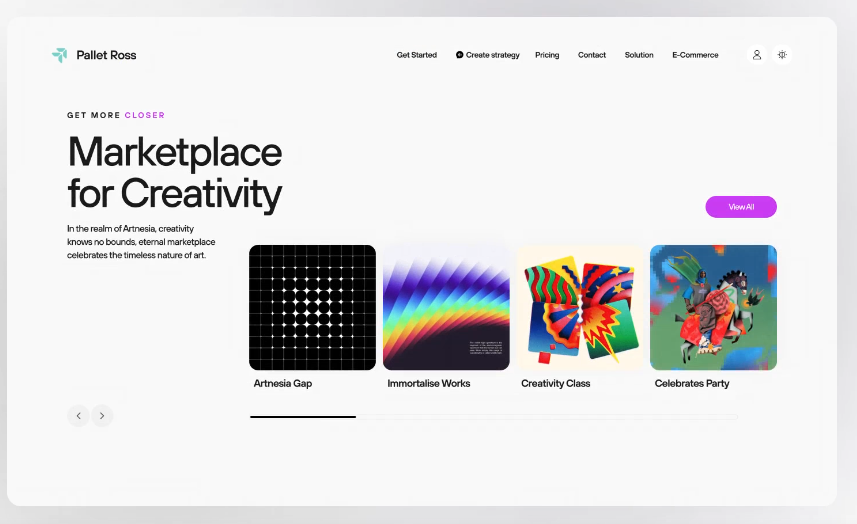 Pallet Ross
Get Started
Create strategy
Pricing
Contact
Solution
E-Commerce
GET MORE CLOSER
Marketplace
for Creativity
In the realm of Artnesia, creativity
knows no bounds, eternal marketplace
celebrates the timeless nature of art.
View All
Artnesia Gap
Immortalise Works
Creativity Class
Celebrates Party